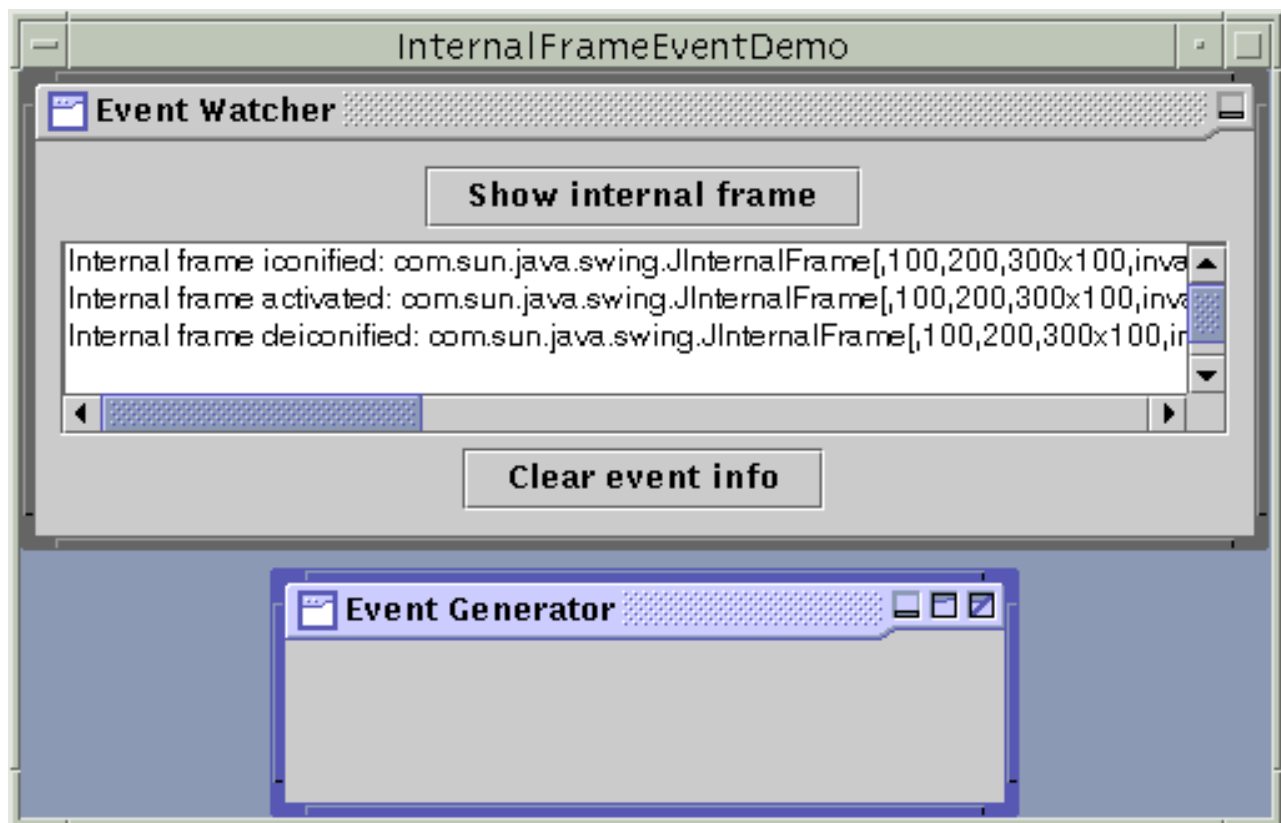 InternalFrameEventDemo
Event Watcher
Show internal frame
Internal frame iconified: com.sun.java.swing.JInternalFrame[,100,200,300x100,inva
Internal frame activated: com.sun.java.swing.JInternalFrame[,100,200,300x100,inva
Internal frame deiconified: com.sun.java.swing.JInternalFrame[,100,200,300x100,in
Clear event info
Event Generator